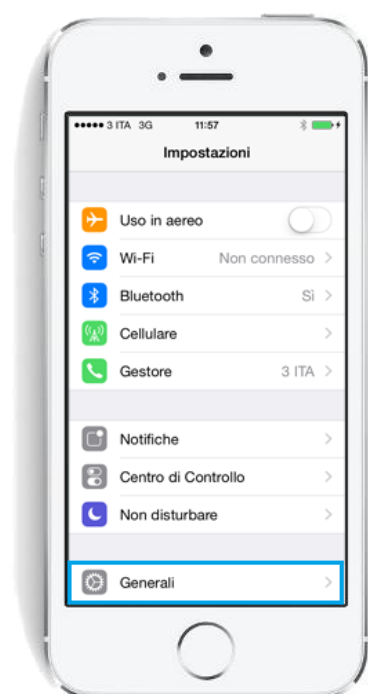 3 ITA 3G 11:57
Impostazioni
Uso in aereo
Wi-Fi Non connesso
Bluetooth Sì
Cellulare
Gestore 3 ITA
Notifiche
Centro di Controllo
Non disturbare
Generali